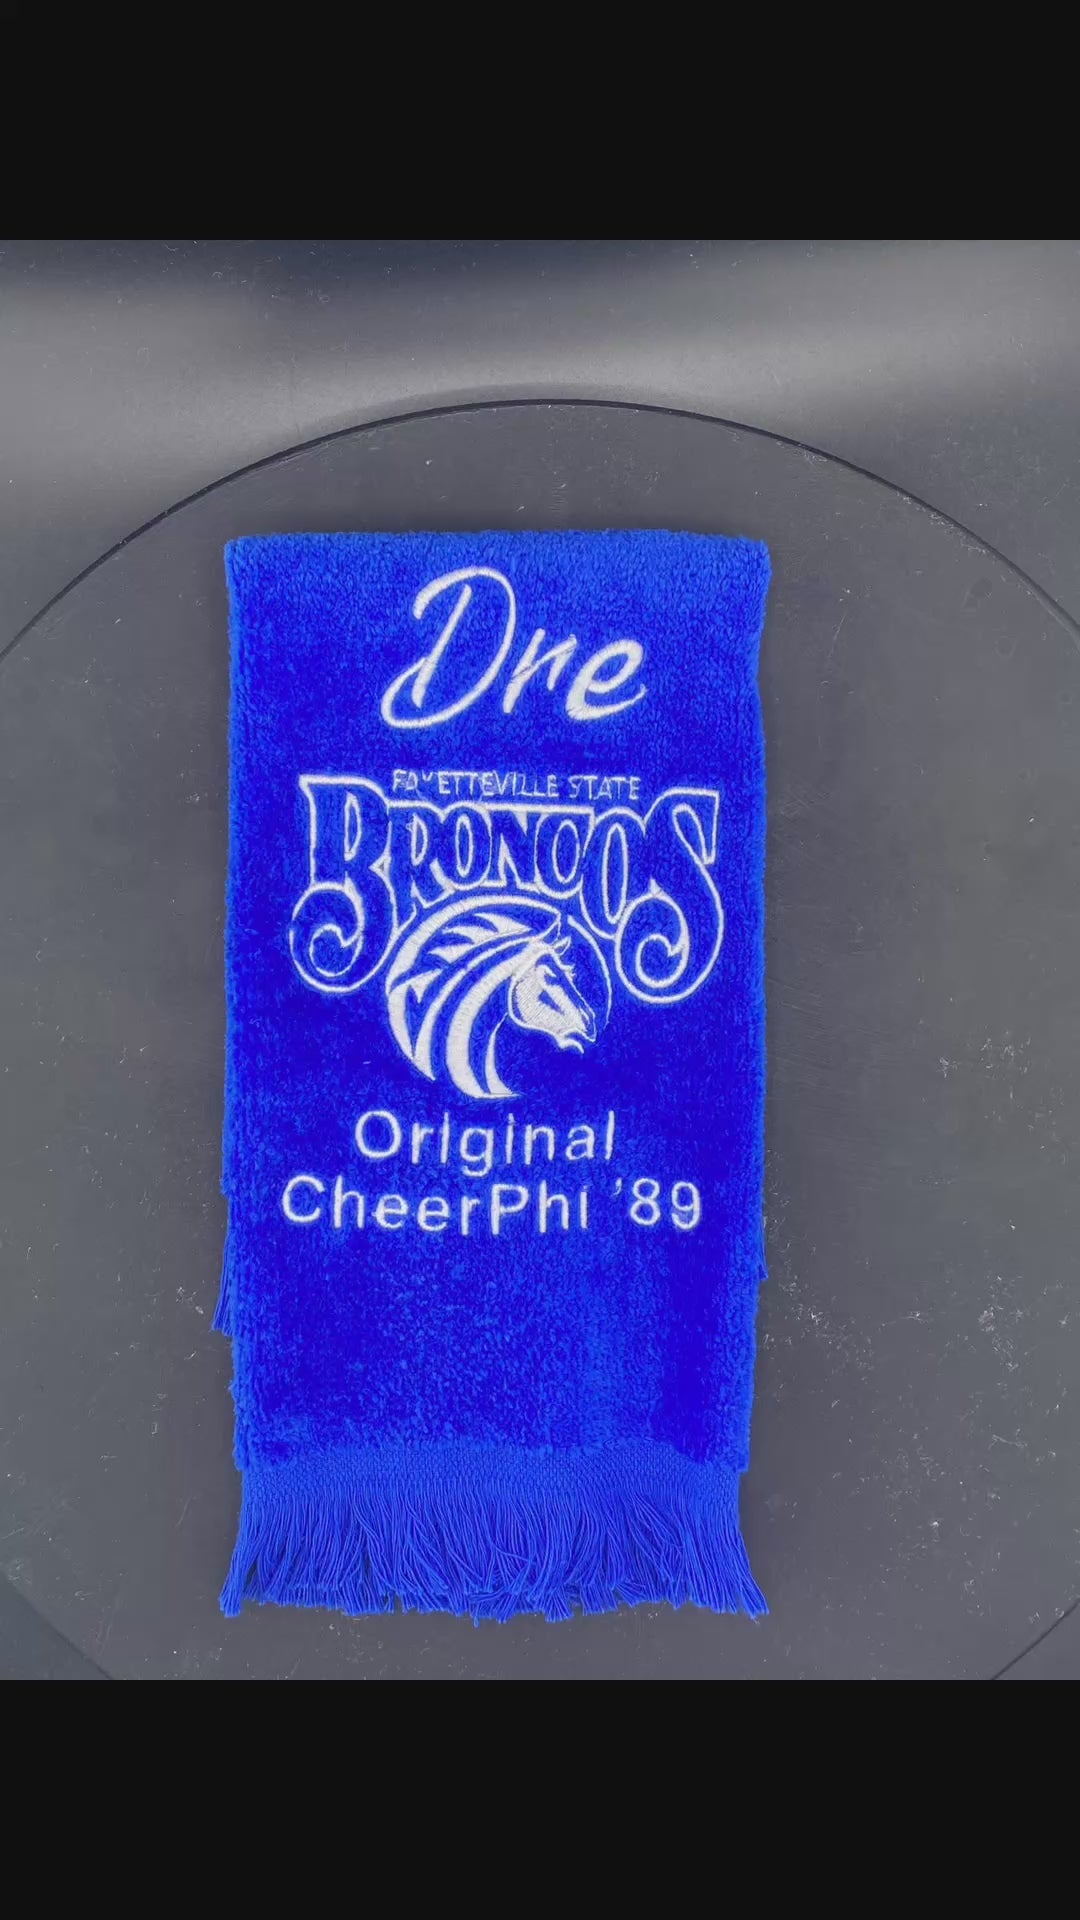 Dre
FAYETTEVILLE STATE
BRONCOS
Original
CheerPhi '89